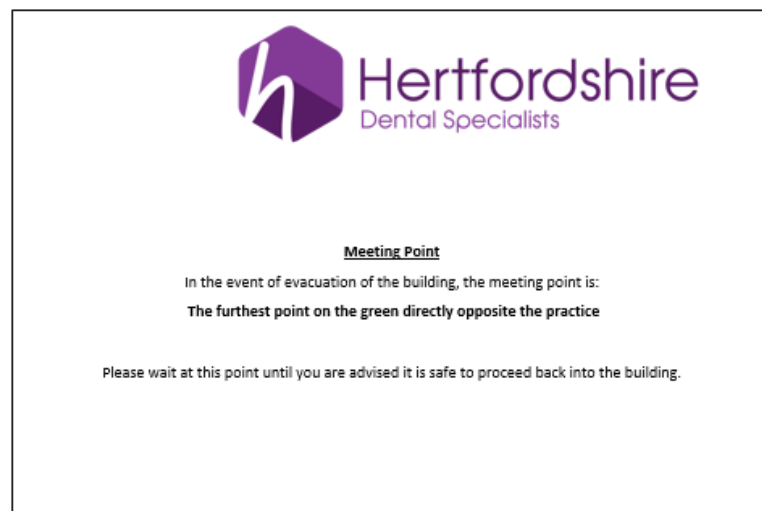 Hertfordshire
Dental Specialists
Meeting Point
In the event of evacuation of the building, the meeting point is:
The furthest point on the green directly opposite the practice
Please wait at this point until you are advised it is safe to proceed back into the building.